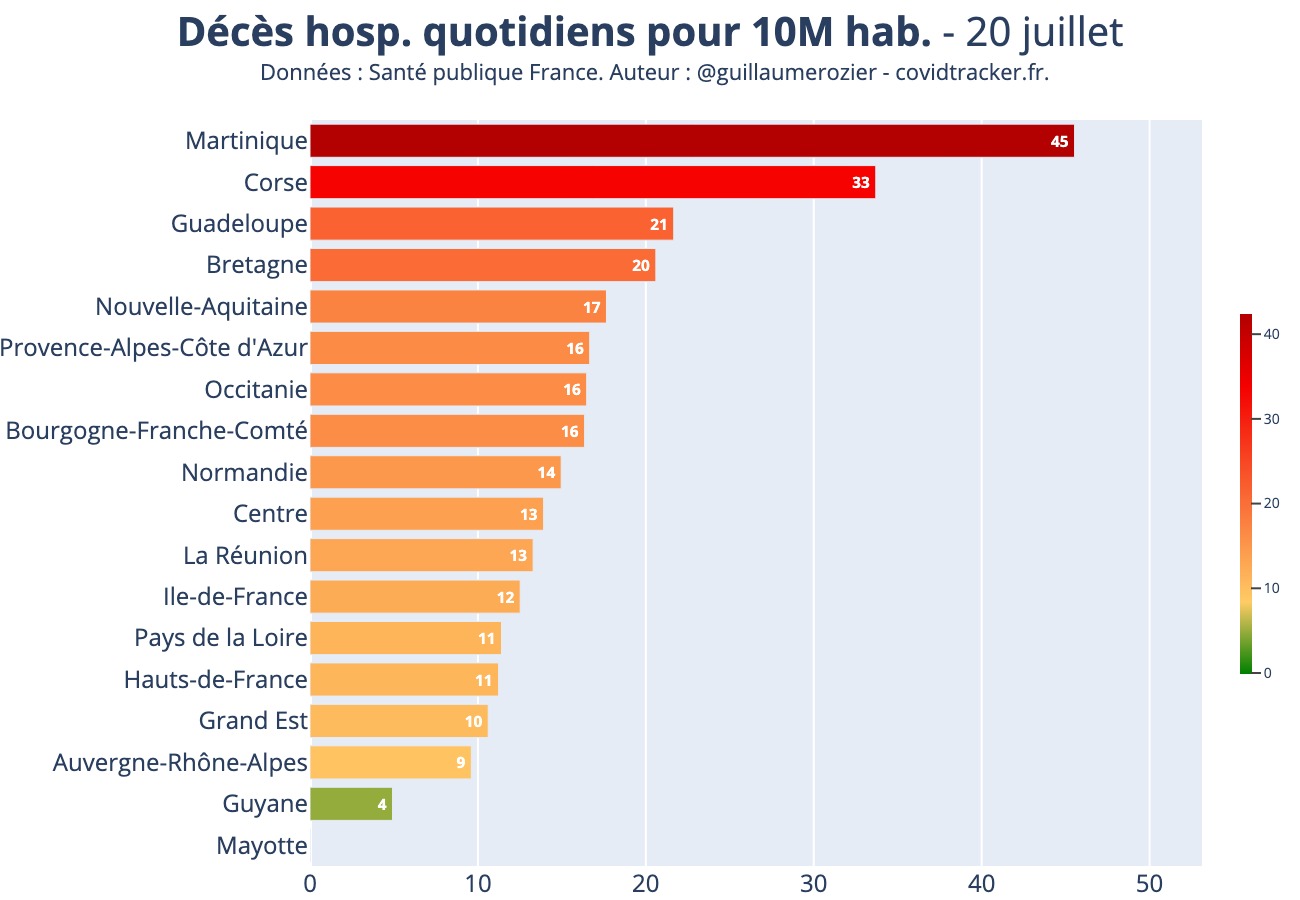 Décès hosp. quotidiens pour 10M hab. - 20 juillet
Données : Santé publique France. Auteur : @guillaumerozier - covidtracker.fr.
Martinique 45
Corse 33
Guadeloupe 21
Bretagne 20
Nouvelle-Aquitaine 17
Provence-Alpes-Côte d'Azur 16
Occitanie 16
Bourgogne-Franche-Comté 16
Normandie 14
Centre 13
La Réunion 13
Ile-de-France 12
Pays de la Loire 11
Hauts-de-France 11
Grand Est 10
Auvergne-Rhône-Alpes 9
Guyane 4
Mayotte
0 10 20 30 40 50
40
30
20
10
0